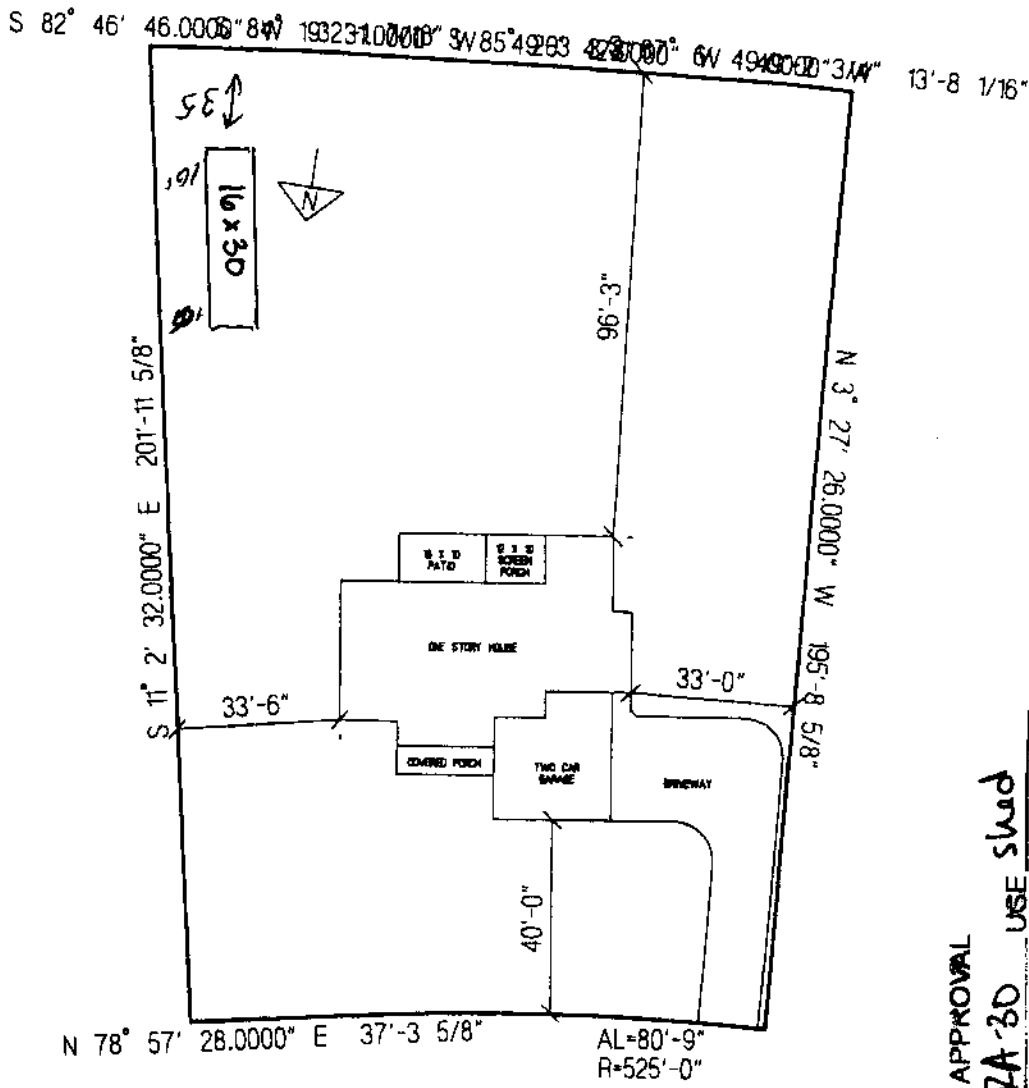 S 82° 46' 46.0000"
13'-8 1/16"
35
16'
16 x 30
N
96'-3"
S 11° 2' 32.0000" E 201'-11 5/8"
N 3° 27' 26.0000" W 195'-8 5/8"
PATIO
SCREEN
PORCH
ONE STORY HOUSE
33'-6"
33'-0"
COVERED PORCH
TWO CAR
GARAGE
DRIVEWAY
40'-0"
N 78° 57' 28.0000" E 37'-3 5/8"
AL=80'-9"
R=525'-0"
APPROVAL
USE shed